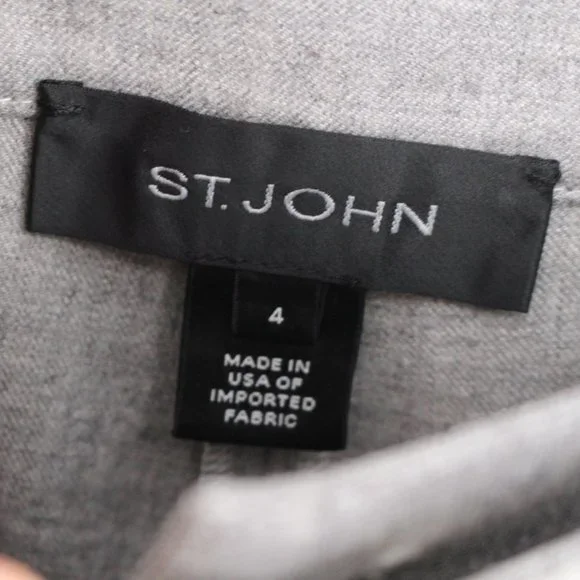 ST. JOHN
4
MADE IN
USA OF
IMPORTED
FABRIC